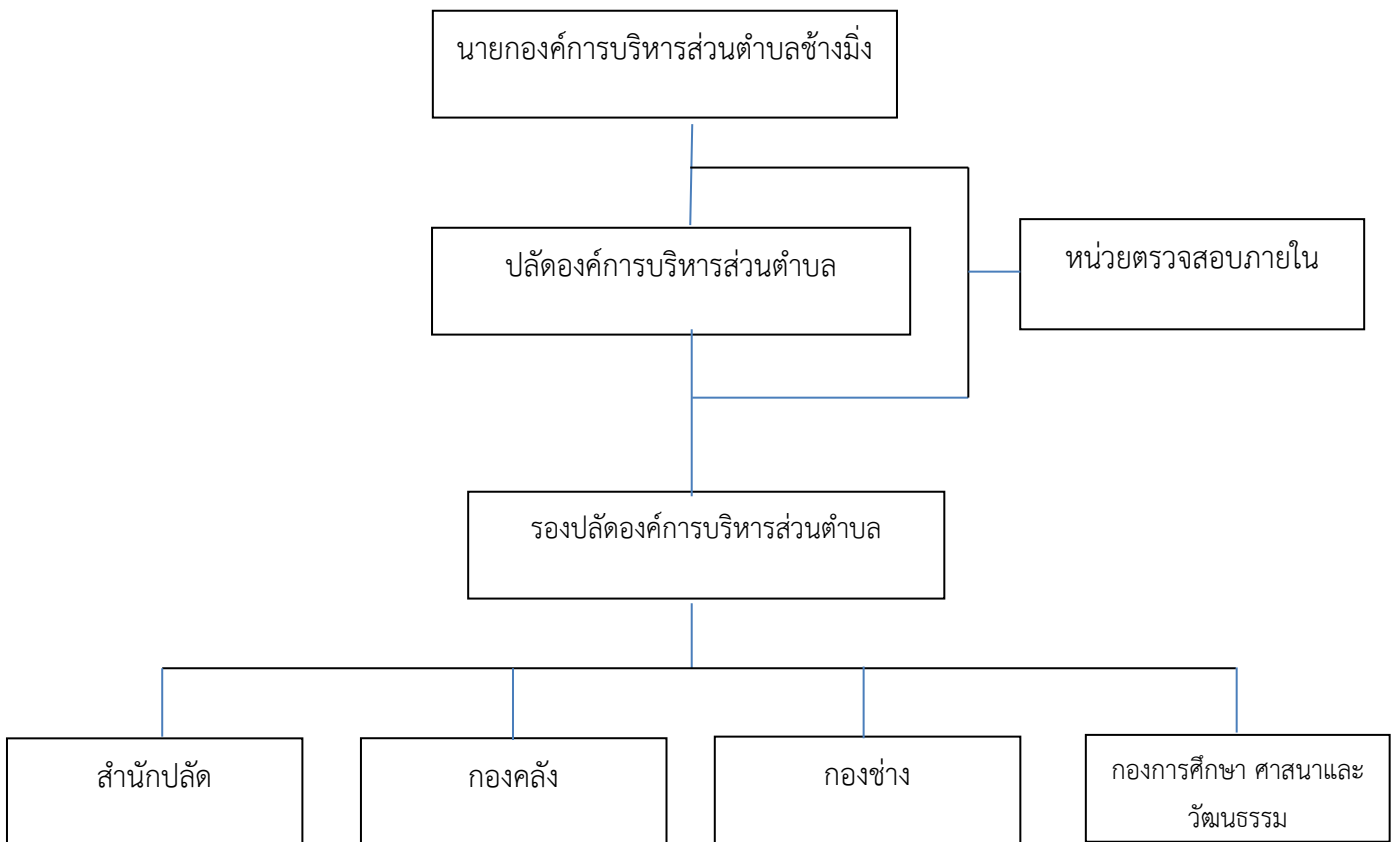 นายกองค์การบริหารส่วนตำบลช้างมิ่ง
ปลัดองค์การบริหารส่วนตำบล
หน่วยตรวจสอบภายใน
รองปลัดองค์การบริหารส่วนตำบล
สำนักปลัด
กองคลัง
กองช่าง
กองการศึกษา ศาสนาและ
วัฒนธรรม